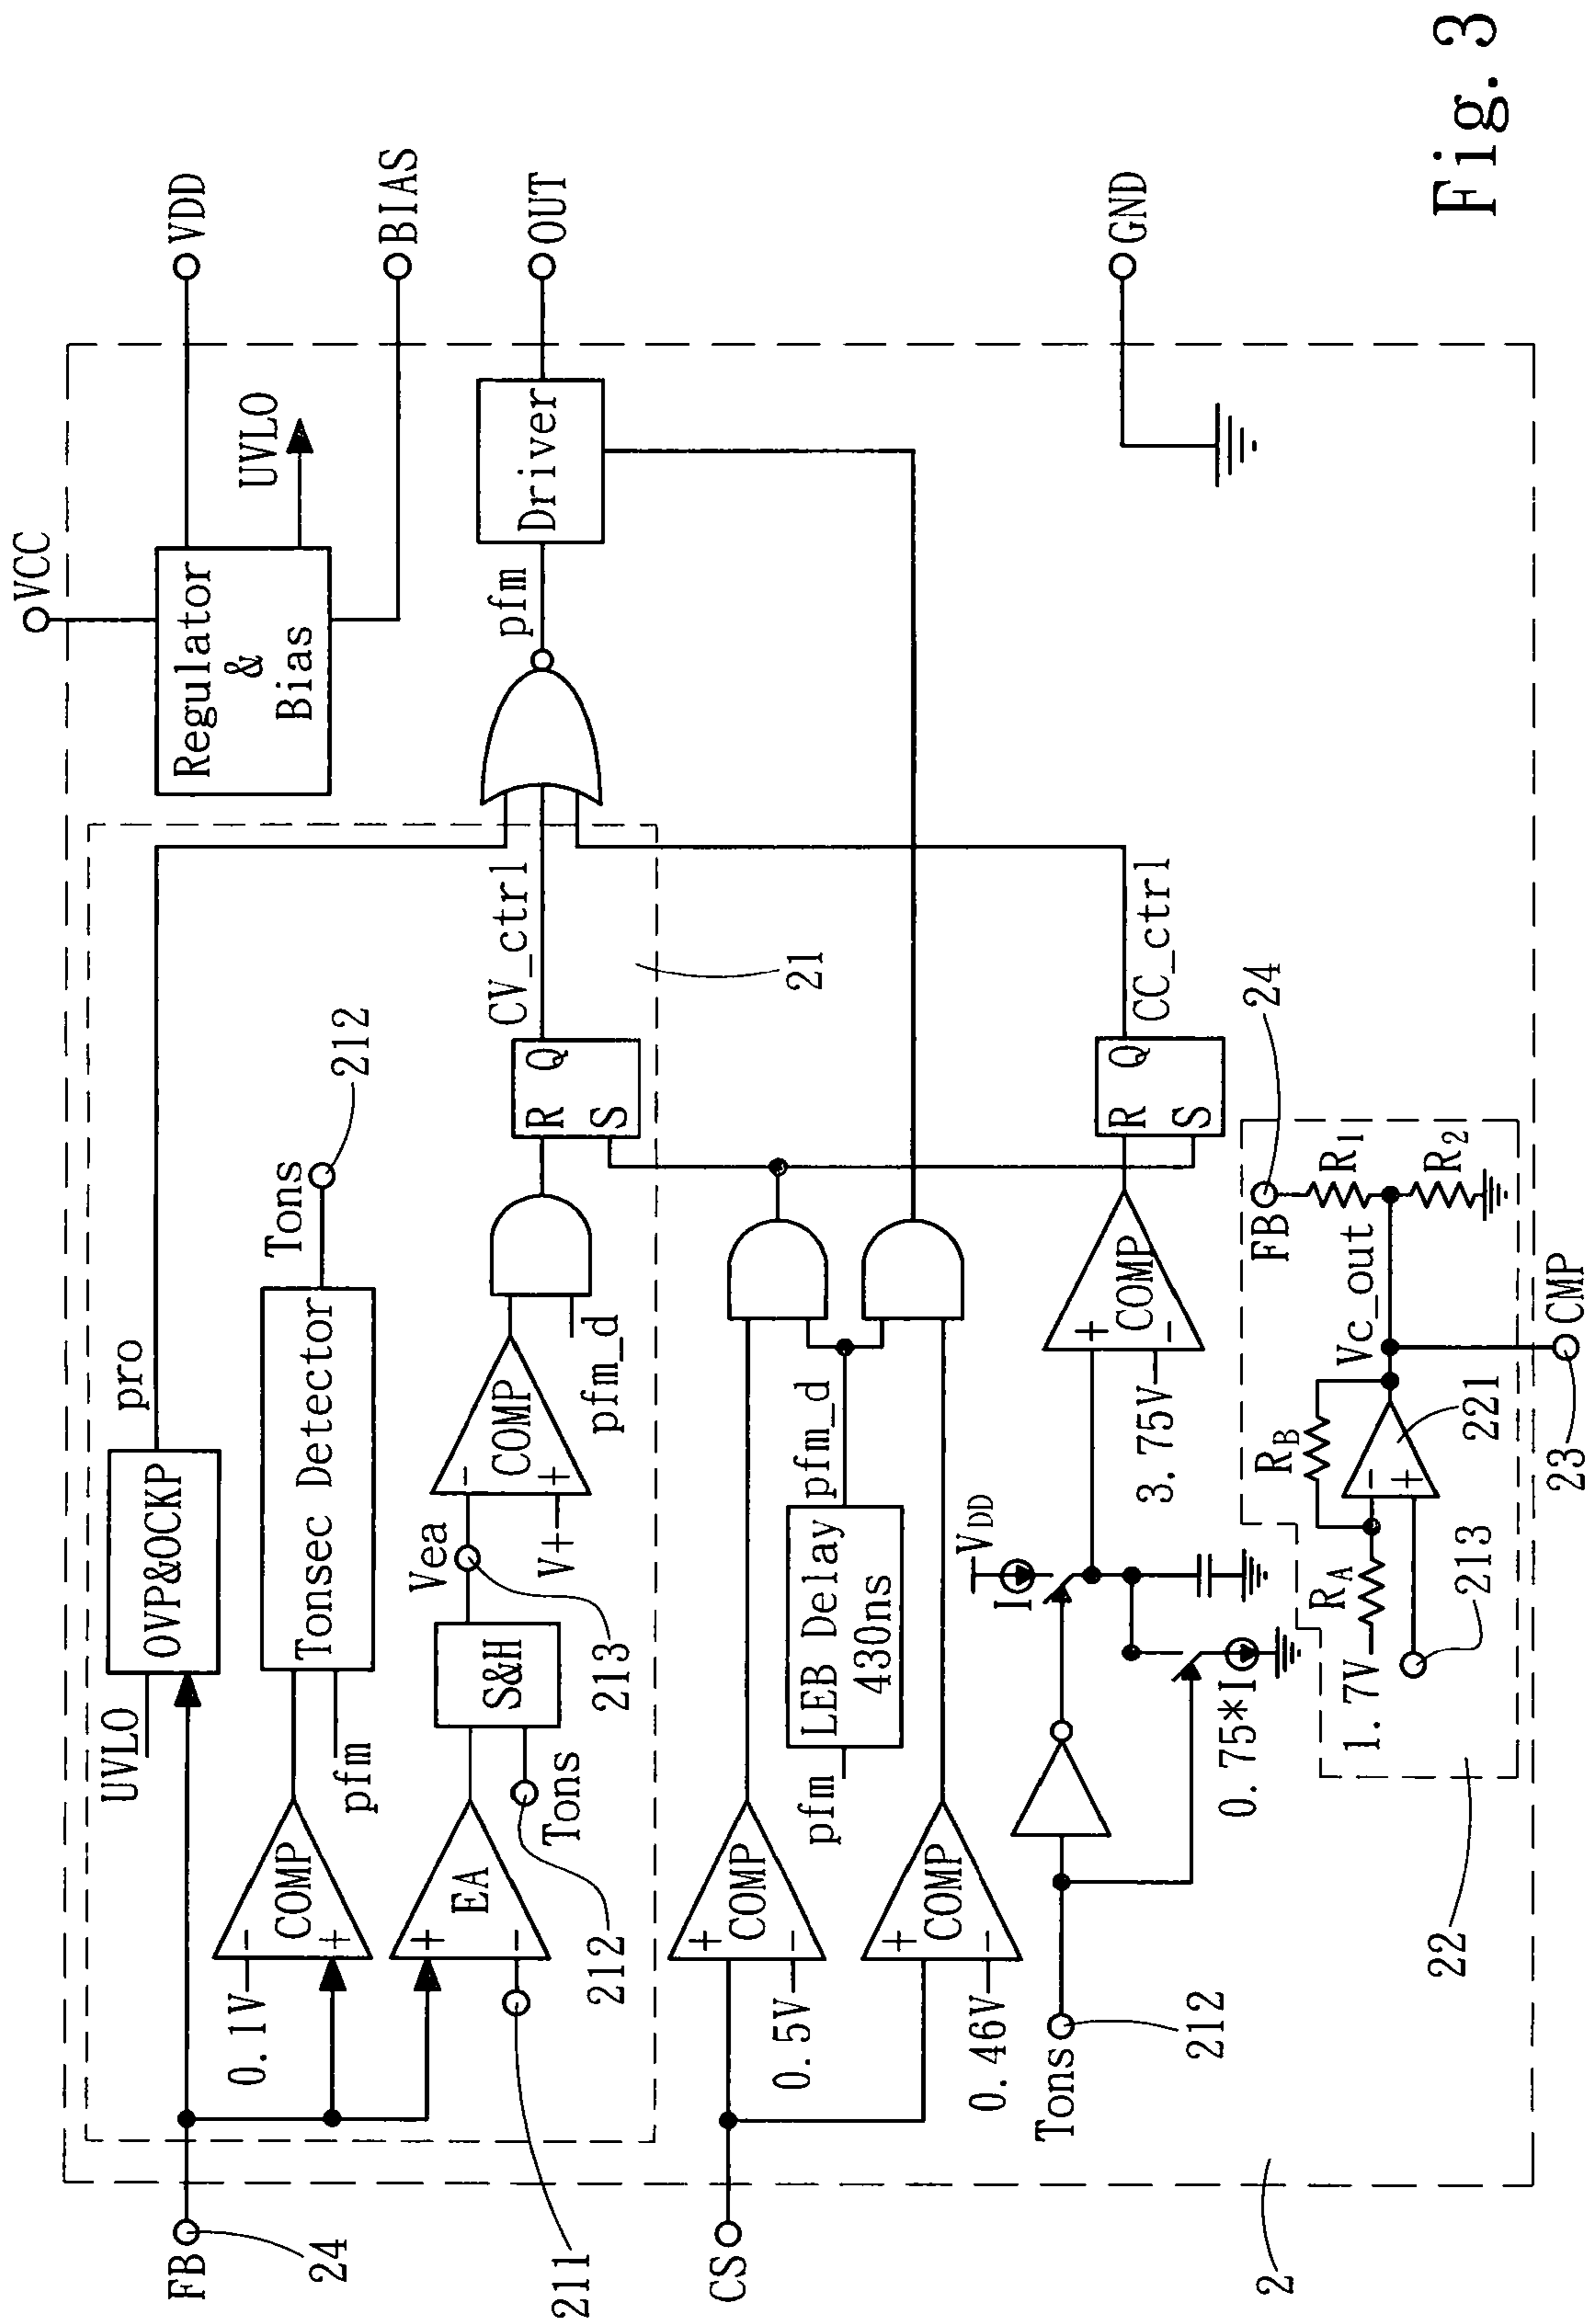 VCC
Regulator
&
Bias
VDD
UVLO
BIAS
FB
24
UVLO
OVP&OCKP
pro
0.1V
-
+
COMP
pfm
Tonsec Detector
Tons
212
+
-
EA
211
S&H
Tons
212
Vea
213
V+
-
+
COMP
pfm_d
R
Q
S
CV_ctrl
21
pfm
Driver
OUT
CS
+
-
COMP
0.5V
+
-
COMP
0.46V
pfm
LEB Delay
430ns
pfm_d
Tons
212
VDD
I
0.75*I
3.75V
+
-
COMP
R
Q
S
CC_ctrl
GND
1.7V
RA
RB
213
-
+
221
Vc_out
FB
24
R1
R2
22
23
CMP
2
Fig. 3